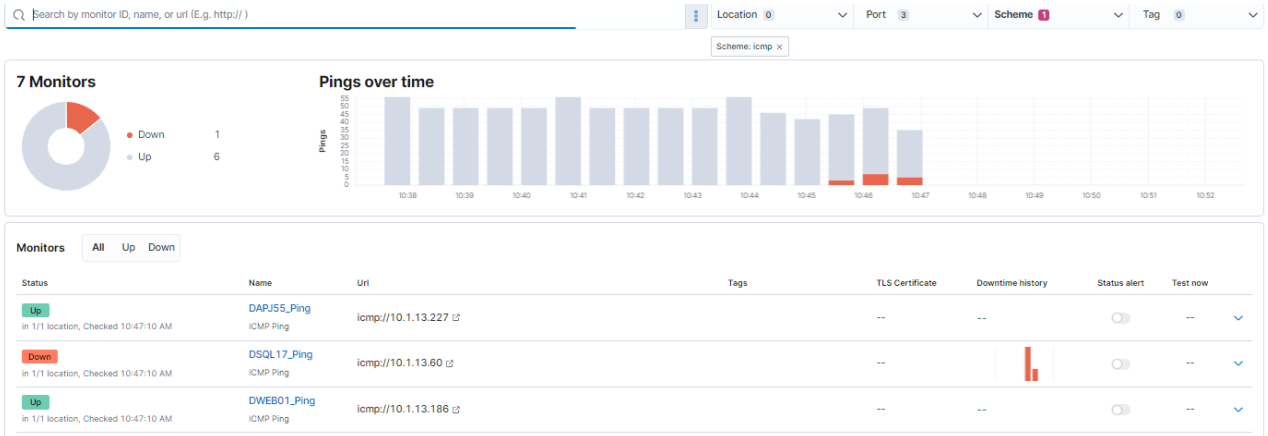 Search by monitor ID, name, or url (E.g. http:// )
Location 0
Port 3
Scheme 1
Tag 0
Scheme: icmp ×
7 Monitors
Down 1
Up 6
Pings over time
Pings
55
50
45
40
35
30
25
20
15
10
5
0
10:38 10:39 10:40 10:41 10:42 10:43 10:44 10:45 10:46 10:47 10:48 10:49 10:50 10:51 10:52
Monitors All Up Down
Status Name Url Tags TLS Certificate Downtime history Status alert Test now
Up DAPJ55_Ping icmp://10.1.13.227 -- -- --
in 1/1 location, Checked 10:47:10 AM ICMP Ping
Down DSQL17_Ping icmp://10.1.13.60 -- --
in 1/1 location, Checked 10:47:10 AM ICMP Ping
Up DWEB01_Ping icmp://10.1.13.186 -- -- --
in 1/1 location, Checked 10:47:10 AM ICMP Ping